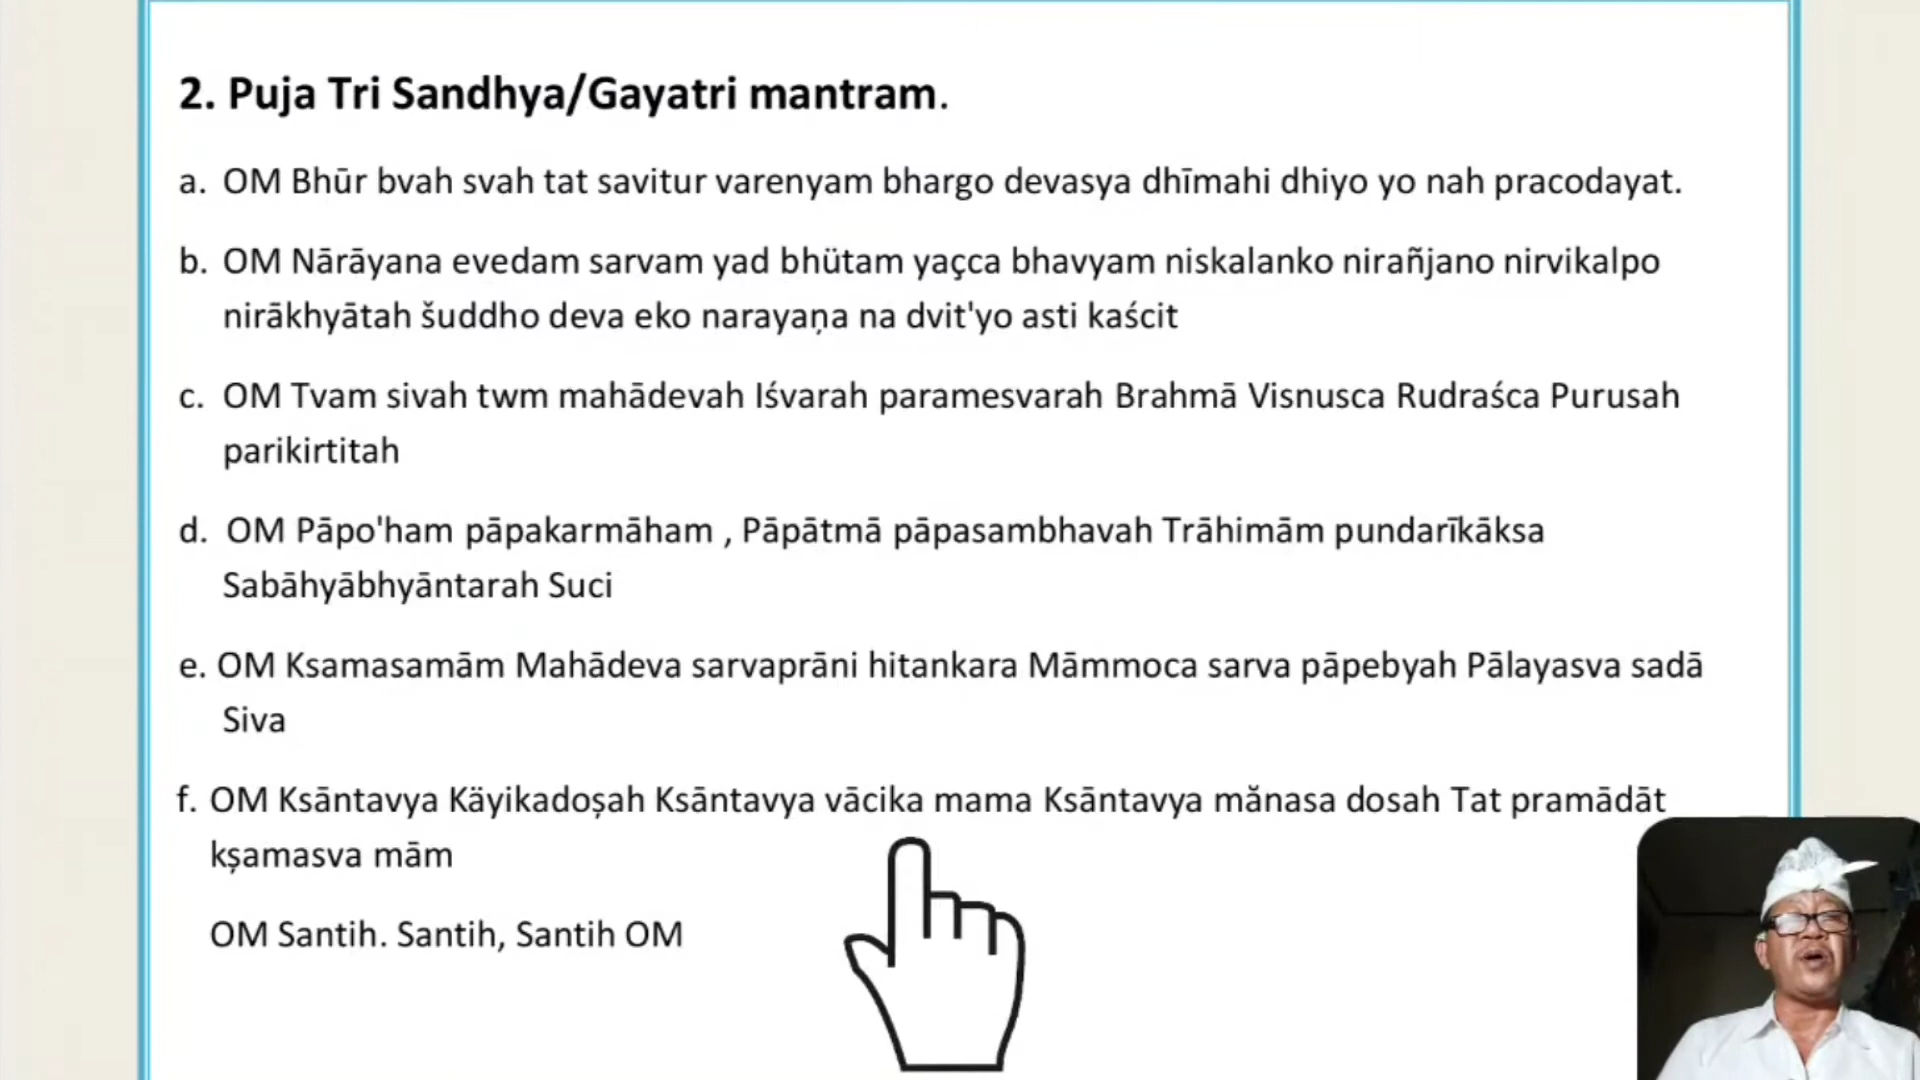 2. Puja Tri Sandhya/Gayatri mantram.
a. OM Bhūr bvah svah tat savitur varenyam bhargo devasya dhīmahi dhiyo yo nah pracodayat.
b. OM Nārāyana evedam sarvam yad bhütam yaçca bhavyam niskalanko nirañjano nirvikalpo
nirākhyātah šuddho deva eko narayaṇa na dvit'yo asti kaścit
c. OM Tvam sivah twm mahādevah Iśvarah paramesvarah Brahmā Visnusca Rudraśca Purusah
parikirtitah
d. OM Pāpo'ham pāpakarmāham , Pāpātmā pāpasambhavah Trāhimām pundarīkāksa
Sabāhyābhyāntarah Suci
e. OM Ksamasamām Mahādeva sarvaprāni hitankara Māmmoca sarva pāpebyah Pālayasva sadā
Siva
f. OM Ksāntavya Käyikadoṣah Ksāntavya vācika mama Ksāntavya mănasa dosah Tat pramādāt
kṣamasva mām
OM Santih. Santih, Santih OM